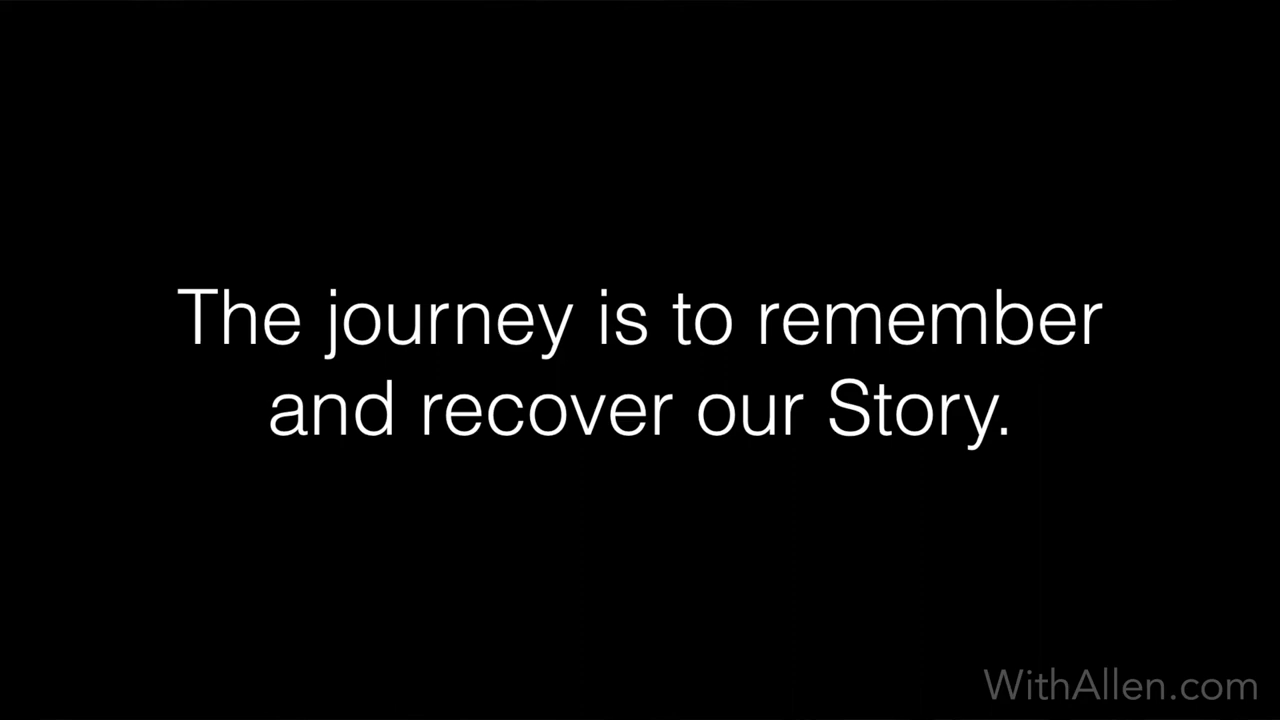 The journey is to remember
and recover our Story.
WithAllen.com